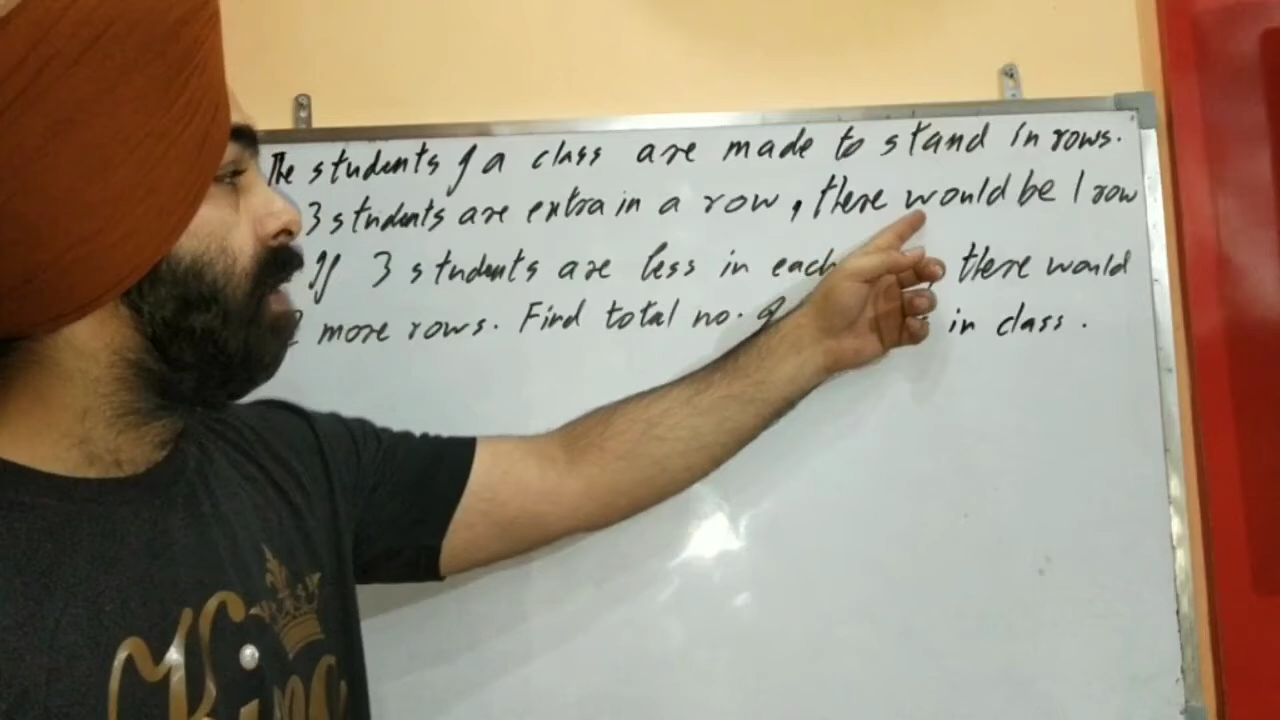 The students of a class are made to stand in rows.
3 students are extra in a row, there would be 1 row
If 3 students are less in each there would
2 more rows. Find total no. of in class.
King